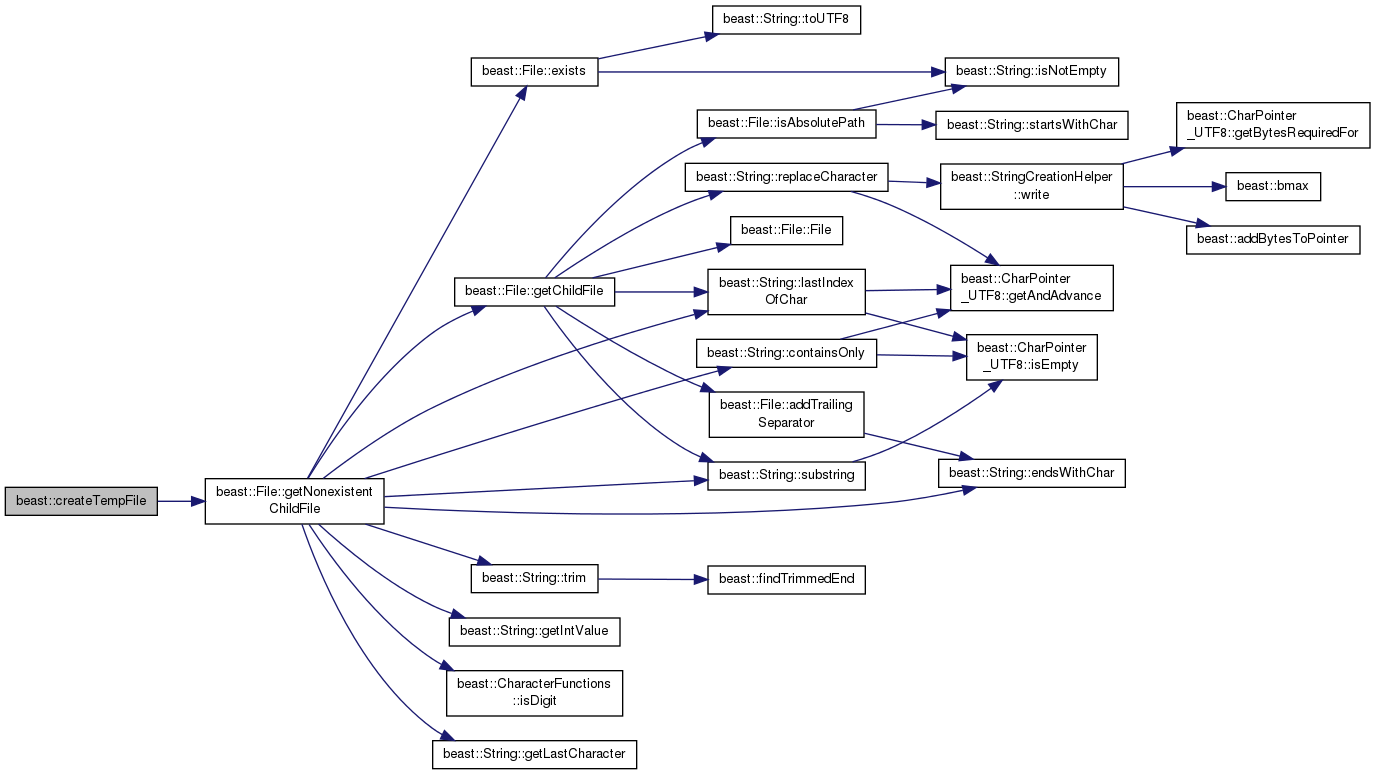 beast::String::toUTF8
beast::File::exists
beast::String::isNotEmpty
beast::File::isAbsolutePath
beast::String::startsWithChar
beast::CharPointer
_UTF8::getBytesRequiredFor
beast::String::replaceCharacter
beast::StringCreationHelper
::write
beast::bmax
beast::File::File
beast::addBytesToPointer
beast::File::getChildFile
beast::String::lastIndex
OfChar
beast::CharPointer
_UTF8::getAndAdvance
beast::String::containsOnly
beast::CharPointer
_UTF8::isEmpty
beast::File::addTrailing
Separator
beast::String::substring
beast::String::endsWithChar
beast::createTempFile
beast::File::getNonexistent
ChildFile
beast::String::trim
beast::findTrimmedEnd
beast::String::getIntValue
beast::CharacterFunctions
::isDigit
beast::String::getLastCharacter